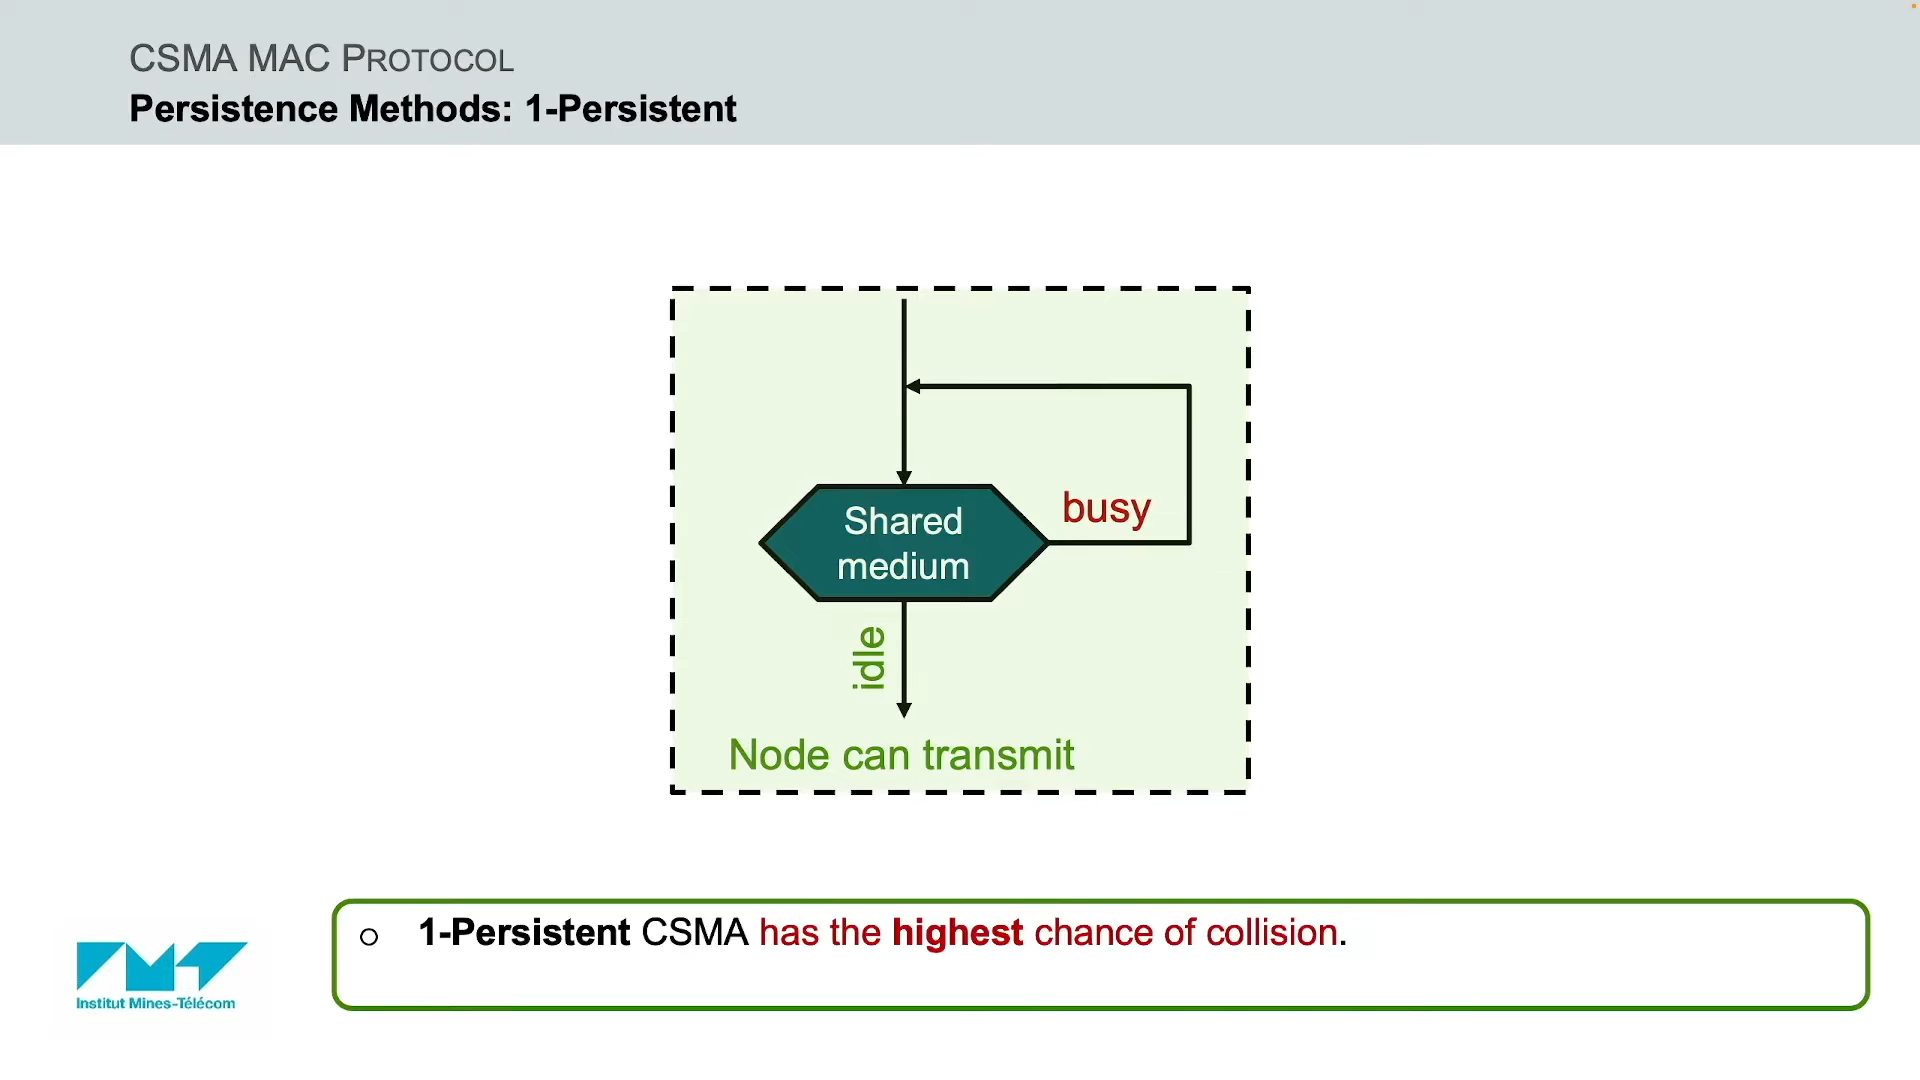 CSMA MAC PROTOCOL
Persistence Methods: 1-Persistent
busy
Shared
medium
idle
Node can transmit
○ 1-Persistent CSMA has the highest chance of collision.
Institut Mines-Télécom